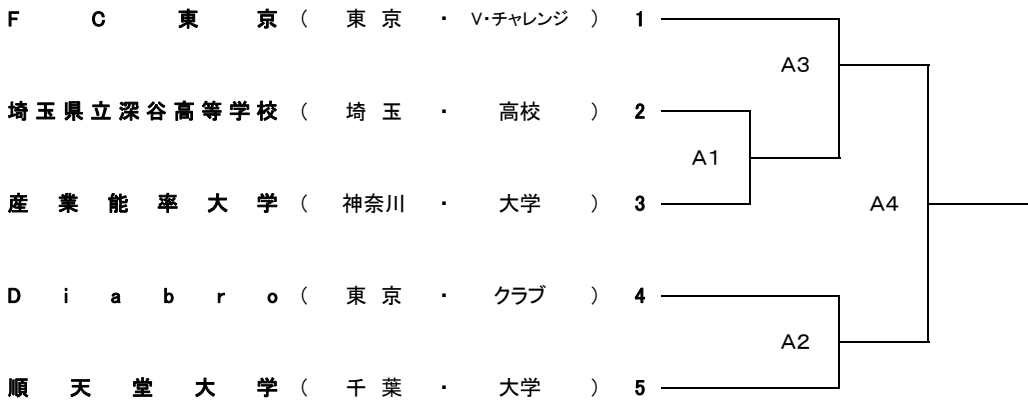 FC東京（東京・V・チャレンジ）1
A3
埼玉県立深谷高等学校（埼玉・高校）2
A1
産業能率大学（神奈川・大学）3
A4
Diabro（東京・クラブ）4
A2
順天堂大学（千葉・大学）5